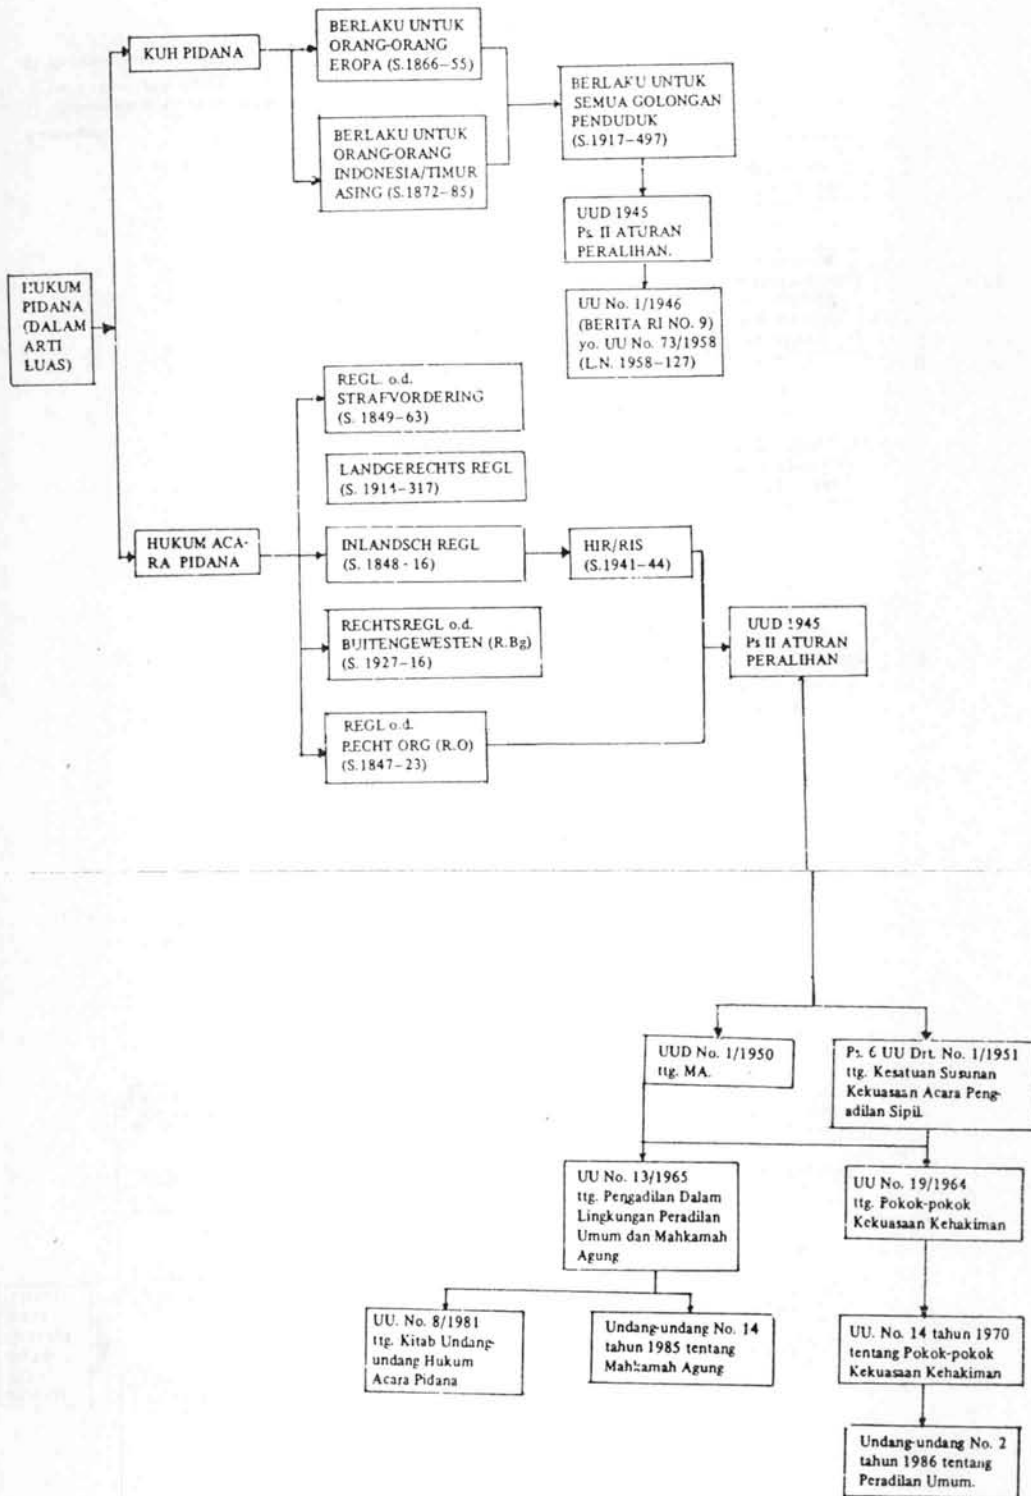 KUH PIDANA
BERLAKU UNTUK
ORANG-ORANG
EROPA (S.1866–55)
BERLAKU UNTUK
ORANG-ORANG
INDONESIA/TIMUR
ASING (S.1872–85)
BERLAKU UNTUK
SEMUA GOLONGAN
PENDUDUK
(S.1917–497)
UUD 1945
Ps. II ATURAN
PERALIHAN.
UU No. 1/1946
(BERITA RI NO. 9)
yo. UU No. 73/1958
(L.N. 1958–127)
HUKUM
PIDANA
(DALAM
ARTI
LUAS)
REGL. o.d.
STRAFVORDERING
(S. 1849–63)
LANDGERECHTS REGL
(S. 1914–317)
HUKUM ACA-
RA PIDANA
INLANDSCH REGL
(S. 1848-16)
HIR/RIS
(S.1941–44)
RECHTSREGL o.d.
BUITENGEWESTEN (R.Bg)
(S. 1927–16)
REGL o.d.
RECHT ORG (R.O)
(S.1847–23)
UUD 1945
Ps II ATURAN
PERALIHAN
UUD No. 1/1950
ttg. MA.
Ps. 6 UU Drt. No. 1/1951
ttg. Kesatuan Susunan
Kekuasaan Acara Peng-
adilan Sipil.
UU No. 13/1965
ttg. Pengadilan Dalam
Lingkungan Peradilan
Umum dan Mahkamah
Agung
UU No. 19/1964
ttg. Pokok-pokok
Kekuasaan Kehakiman
UU. No. 8/1981
ttg. Kitab Undang-
undang Hukum
Acara Pidana
Undang-undang No. 14
tahun 1985 tentang
Mahkamah Agung
UU. No. 14 tahun 1970
tentang Pokok-pokok
Kekuasaan Kehakiman
Undang-undang No. 2
tahun 1986 tentang
Peradilan Umum.